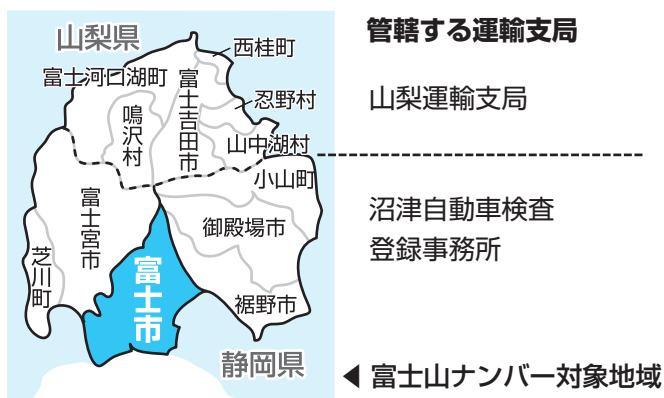 山梨県
西桂町
富士河口湖町
富士吉田市
忍野村
鳴沢村
山中湖村
小山町
富士宮市
御殿場市
芝川町
富士市
裾野市
静岡県
管轄する運輸支局
山梨運輸支局
沼津自動車検査
登録事務所
◀ 富士山ナンバー対象地域